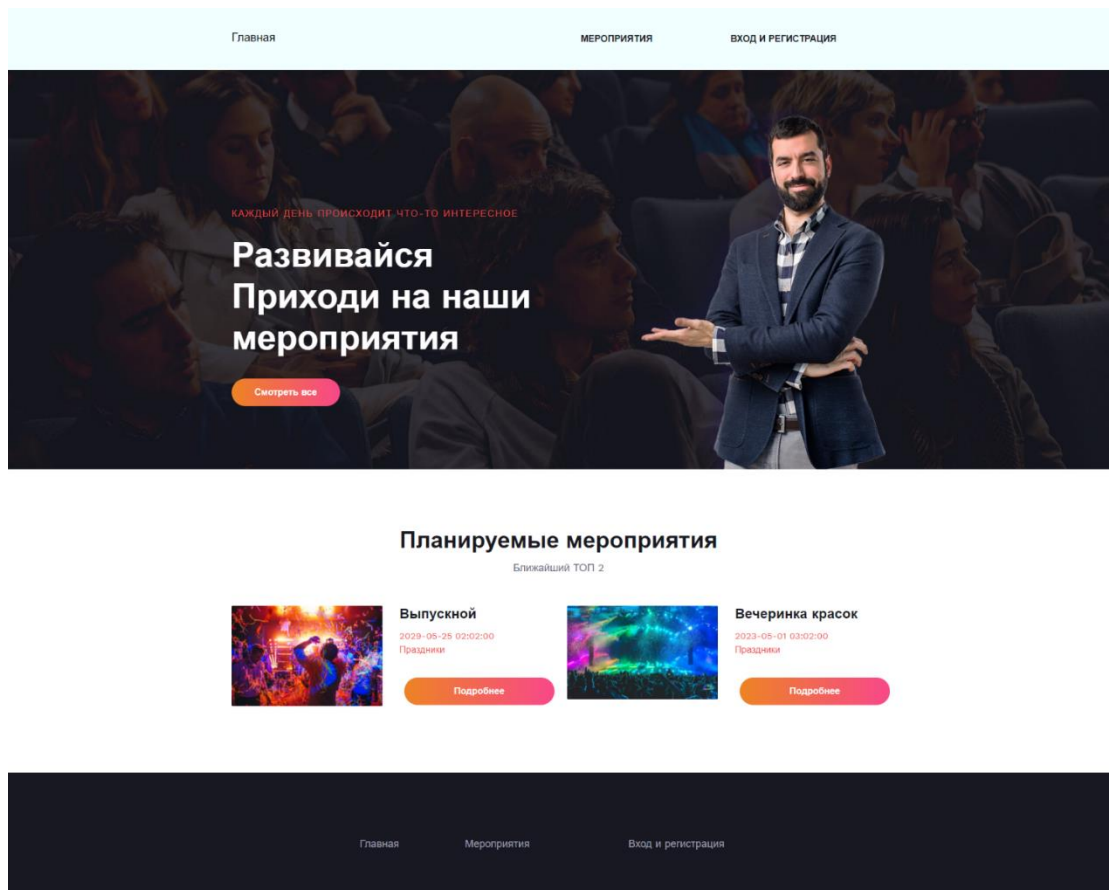 Главная
МЕРОПРИЯТИЯ
ВХОД И РЕГИСТРАЦИЯ
КАЖДЫЙ ДЕНЬ ПРОИСХОДИТ ЧТО-ТО ИНТЕРЕСНОЕ
Развивайся
Приходи на наши
мероприятия
Смотреть все
Планируемые мероприятия
Ближайший ТОП 2
Выпускной
2029-05-25 02:02:00
Праздники
Подробнее
Вечеринка красок
2023-05-01 03:02:00
Праздники
Подробнее
Главная
Мероприятия
Вход и регистрация